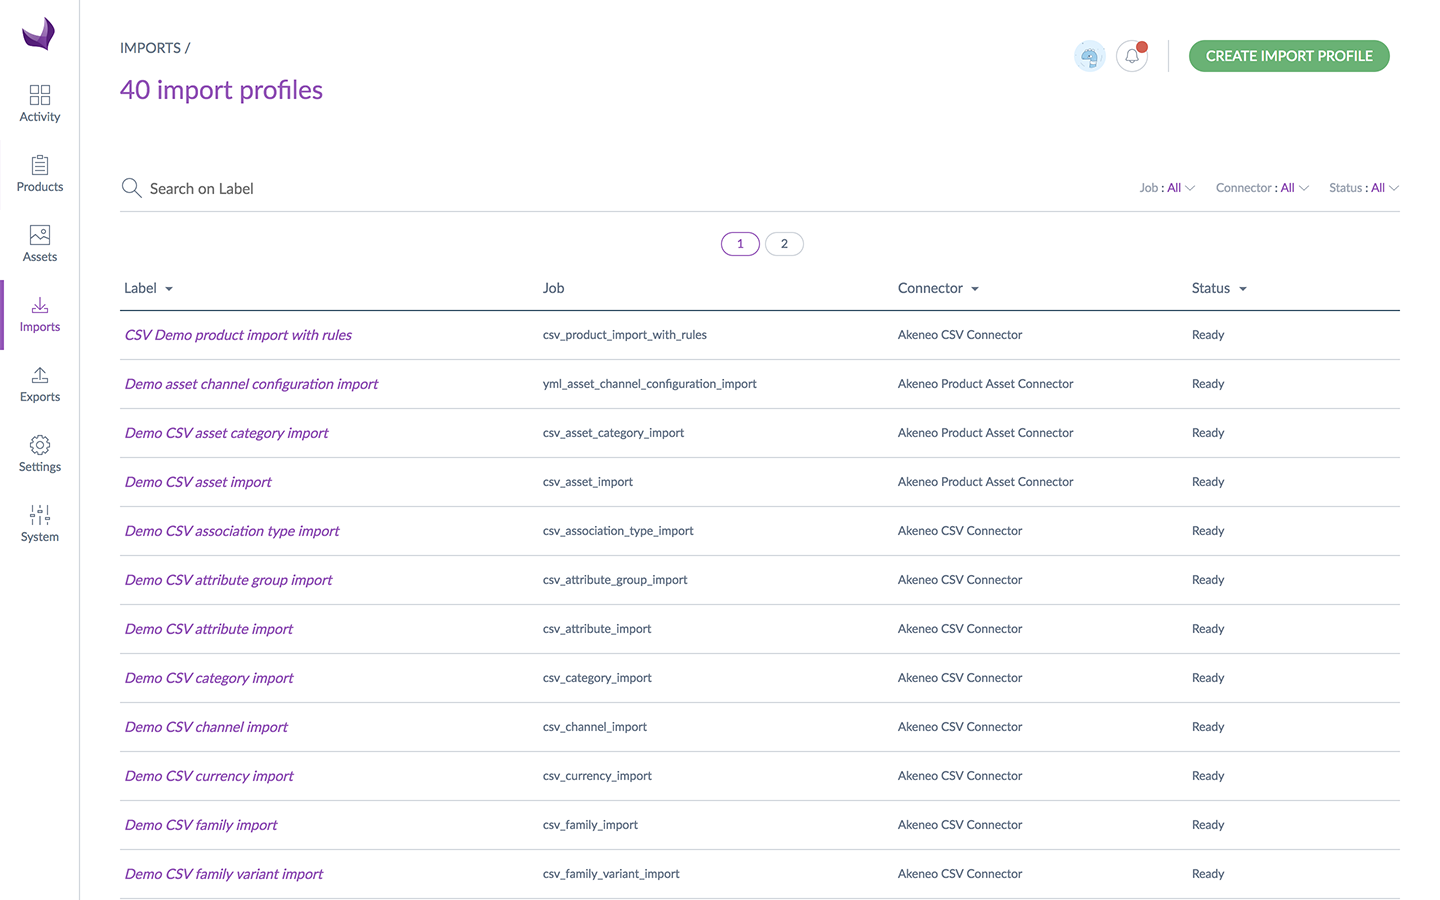 IMPORTS /
40 import profiles
CREATE IMPORT PROFILE
Activity
Products
Assets
Imports
Exports
Settings
System
Search on Label
Job : All
Connector : All
Status : All
1 2
Label Job Connector Status
CSV Demo product import with rules csv_product_import_with_rules Akeneo CSV Connector Ready
Demo asset channel configuration import yml_asset_channel_configuration_import Akeneo Product Asset Connector Ready
Demo CSV asset category import csv_asset_category_import Akeneo Product Asset Connector Ready
Demo CSV asset import csv_asset_import Akeneo Product Asset Connector Ready
Demo CSV association type import csv_association_type_import Akeneo CSV Connector Ready
Demo CSV attribute group import csv_attribute_group_import Akeneo CSV Connector Ready
Demo CSV attribute import csv_attribute_import Akeneo CSV Connector Ready
Demo CSV category import csv_category_import Akeneo CSV Connector Ready
Demo CSV channel import csv_channel_import Akeneo CSV Connector Ready
Demo CSV currency import csv_currency_import Akeneo CSV Connector Ready
Demo CSV family import csv_family_import Akeneo CSV Connector Ready
Demo CSV family variant import csv_family_variant_import Akeneo CSV Connector Ready